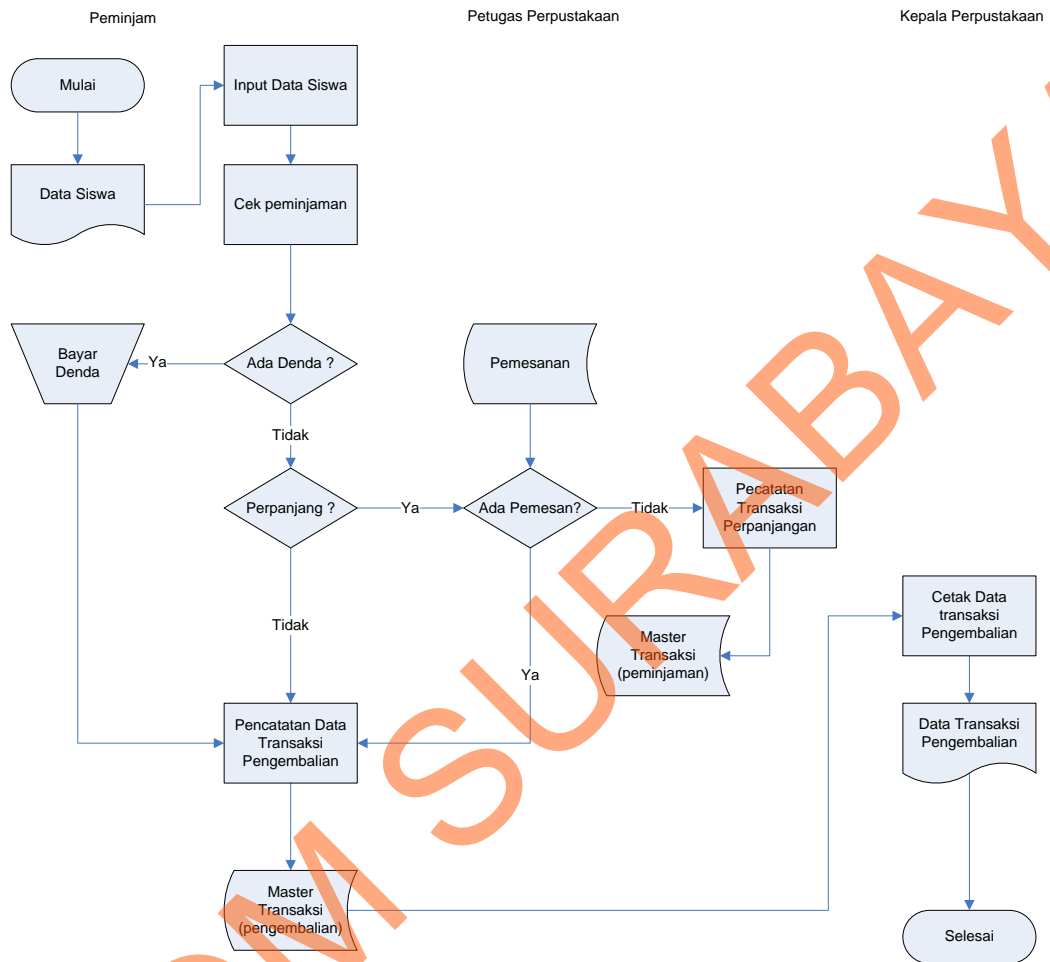 Peminjam
Petugas Perpustakaan
Kepala Perpustakaan
Mulai
Input Data Siswa
Data Siswa
Cek peminjaman
Bayar
Denda
Ya
Ada Denda ?
Pemesanan
Tidak
Perpanjang ?
Ya
Ada Pemesan?
Tidak
Pecatatan
Transaksi
Perpanjangan
Cetak Data
transaksi
Pengembalian
Tidak
Master
Transaksi
(peminjaman)
Ya
Pencatatan Data
Transaksi
Pengembalian
Data Transaksi
Pengembalian
Master
Transaksi
(pengembalian)
Selesai
OM SURABAY